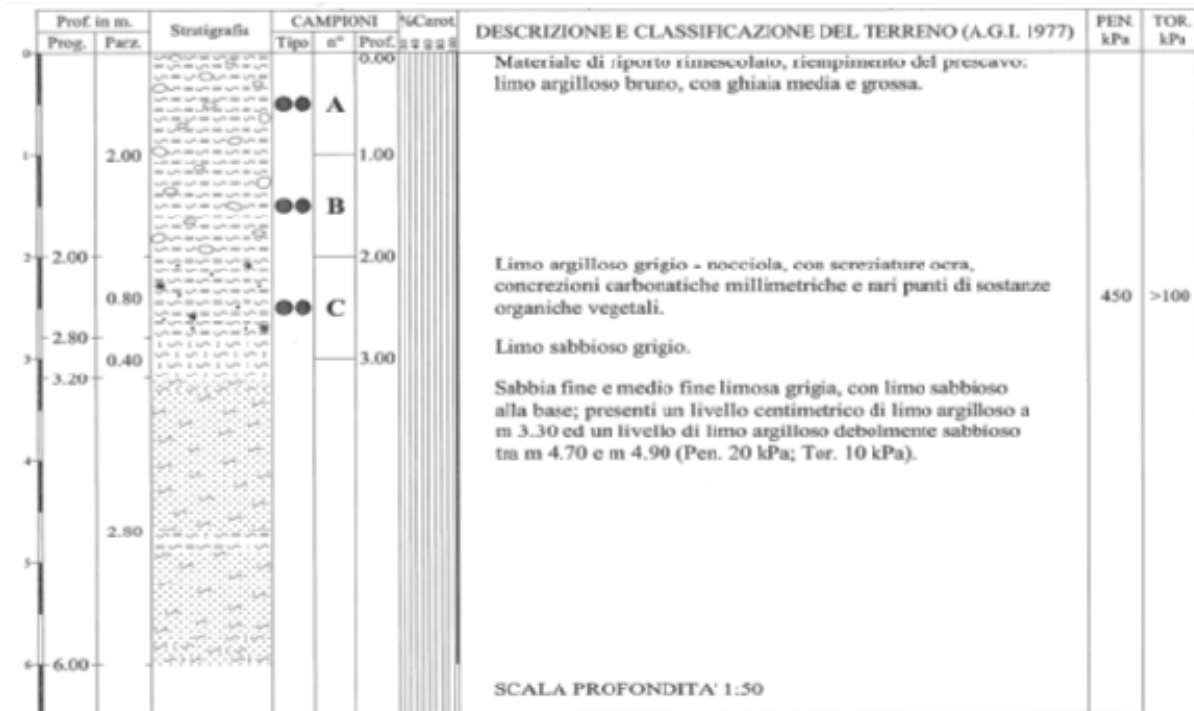 Prof. in m. Stratigrafia CAMPIONI %Carot. DESCRIZIONE E CLASSIFICAZIONE DEL TERRENO (A.G.I. 1977) PEN. TOR.
Prog. Parz. Tipo n° Prof. kPa kPa
0 0.00 Materiale di riporto rimescolato, riempimento del prescavo:
limo argilloso bruno, con ghiaia media e grossa.
A
1 2.00 1.00
B
2 2.00 2.00
Limo argilloso grigio - nocciola, con screziature ocra,
0.80 concrezioni carbonatiche millimetriche e rari punti di sostanze 450 >100
C organiche vegetali.
2.80
Limo sabbioso grigio.
3 0.40 3.00
3.20
Sabbia fine e medio fine limosa grigia, con limo sabbioso
alla base; presenti un livello centimetrico di limo argilloso a
m 3.30 ed un livello di limo argilloso debolmente sabbioso
4 tra m 4.70 e m 4.90 (Pen. 20 kPa; Tor. 10 kPa).
2.80
5
6 6.00
SCALA PROFONDITA' 1:50